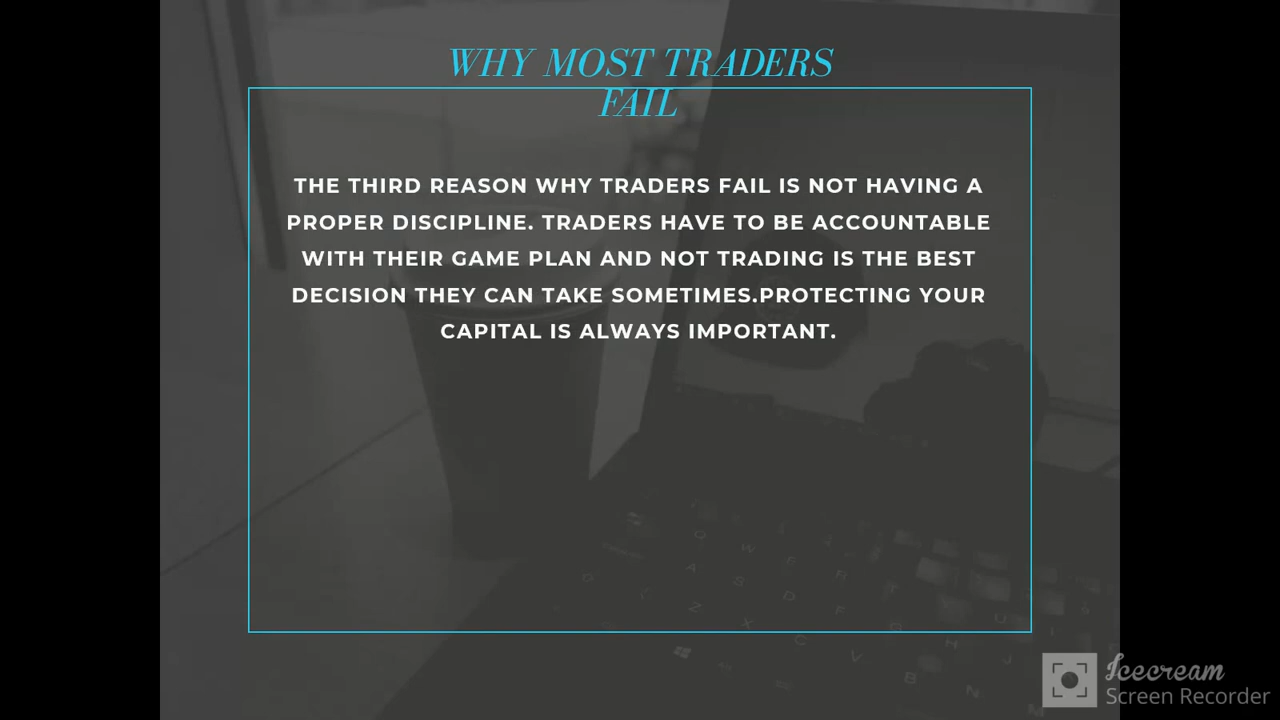 WHY MOST TRADERS
FAIL
THE THIRD REASON WHY TRADERS FAIL IS NOT HAVING A
PROPER DISCIPLINE. TRADERS HAVE TO BE ACCOUNTABLE
WITH THEIR GAME PLAN AND NOT TRADING IS THE BEST
DECISION THEY CAN TAKE SOMETIMES.PROTECTING YOUR
CAPITAL IS ALWAYS IMPORTANT.
Icecream
Screen Recorder